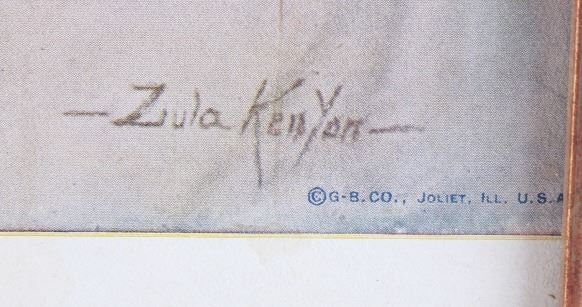 — Zula Kenyon —
© G-B. CO., JOLIET, ILL. U.S.A